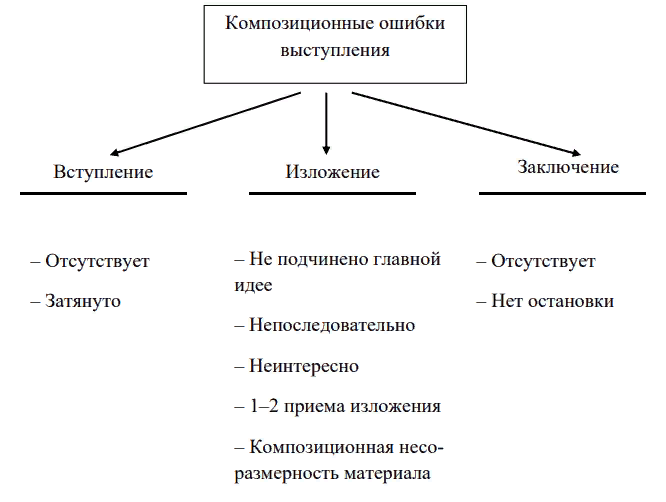 Композиционные ошибки
выступления
Вступление
– Отсутствует
– Затянуто
Изложение
– Не подчинено главной
идее
– Непоследовательно
– Неинтересно
– 1–2 приема изложения
– Композиционная несо-
размерность материала
Заключение
– Отсутствует
– Нет остановки